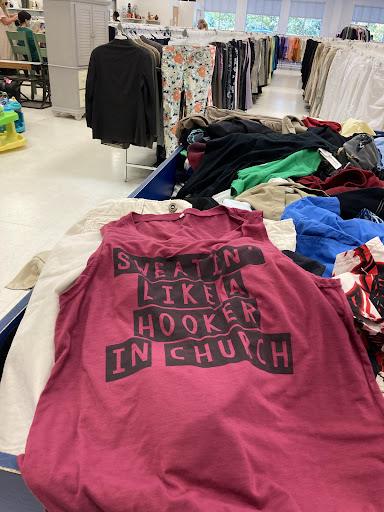 SWEATIN'
LIKE A
HOOKER
IN CHURCH